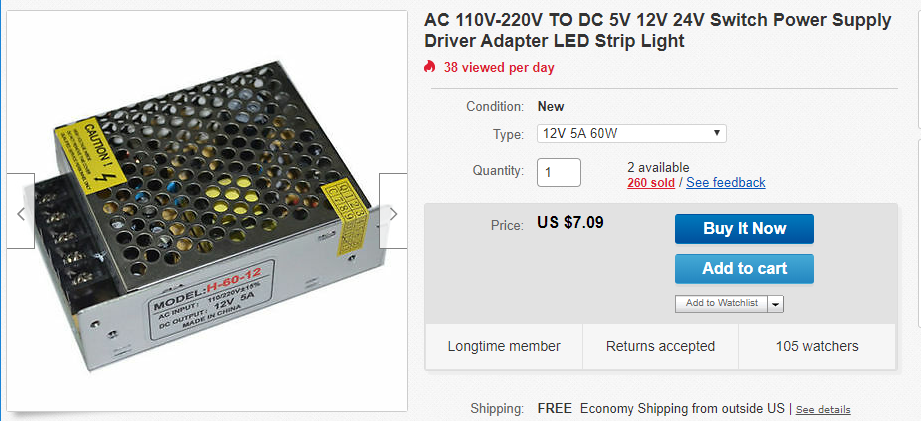 AC 110V-220V TO DC 5V 12V 24V Switch Power Supply
Driver Adapter LED Strip Light
38 viewed per day
Condition: New
Type: 12V 5A 60W
Quantity: 1
2 available
260 sold / See feedback
Price: US $7.09
Buy It Now
Add to cart
Add to Watchlist
Longtime member
Returns accepted
105 watchers
Shipping: FREE Economy Shipping from outside US | See details
CAUTION !
MODEL:H-60-12
AC INPUT: 110/220V±15%
DC OUTPUT: 12V 5A
MADE IN CHINA